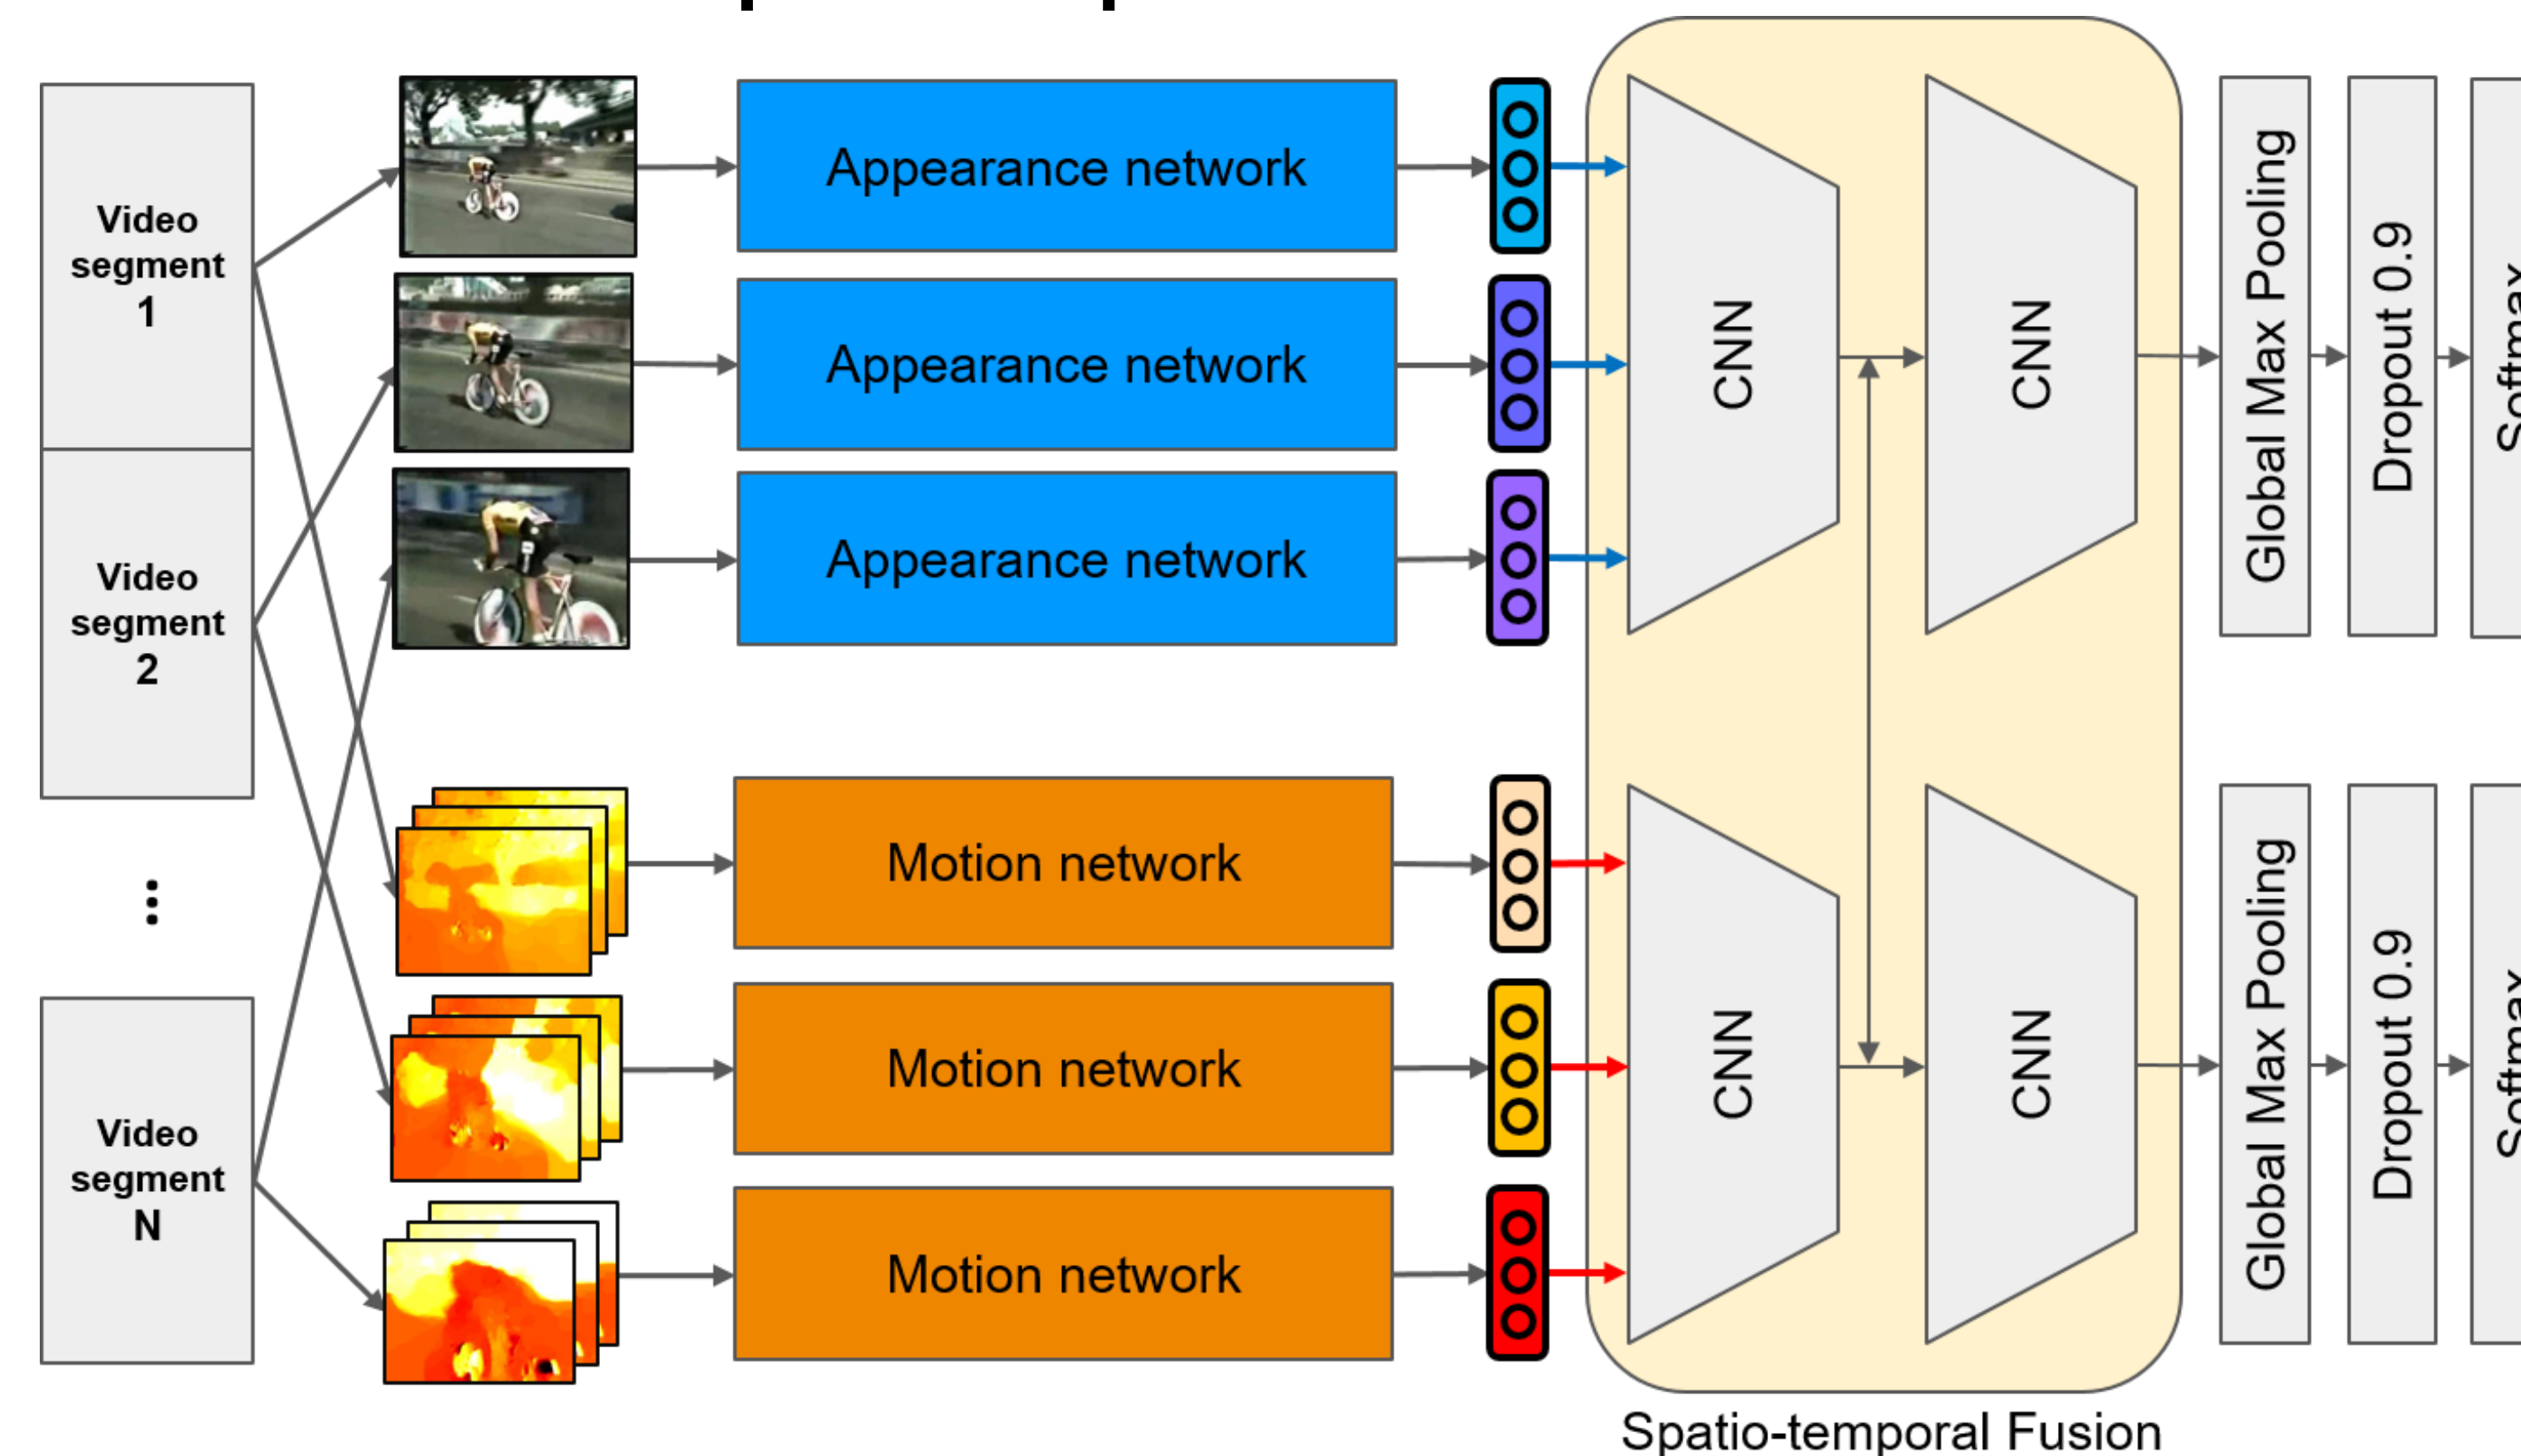 Video
segment
1
Video
segment
2
Video
segment
N
Appearance network
Appearance network
Appearance network
Motion network
Motion network
Motion network
CNN
CNN
CNN
CNN
Global Max Pooling
Dropout 0.9
Softmax
Global Max Pooling
Dropout 0.9
Softmax
Spatio-temporal Fusion